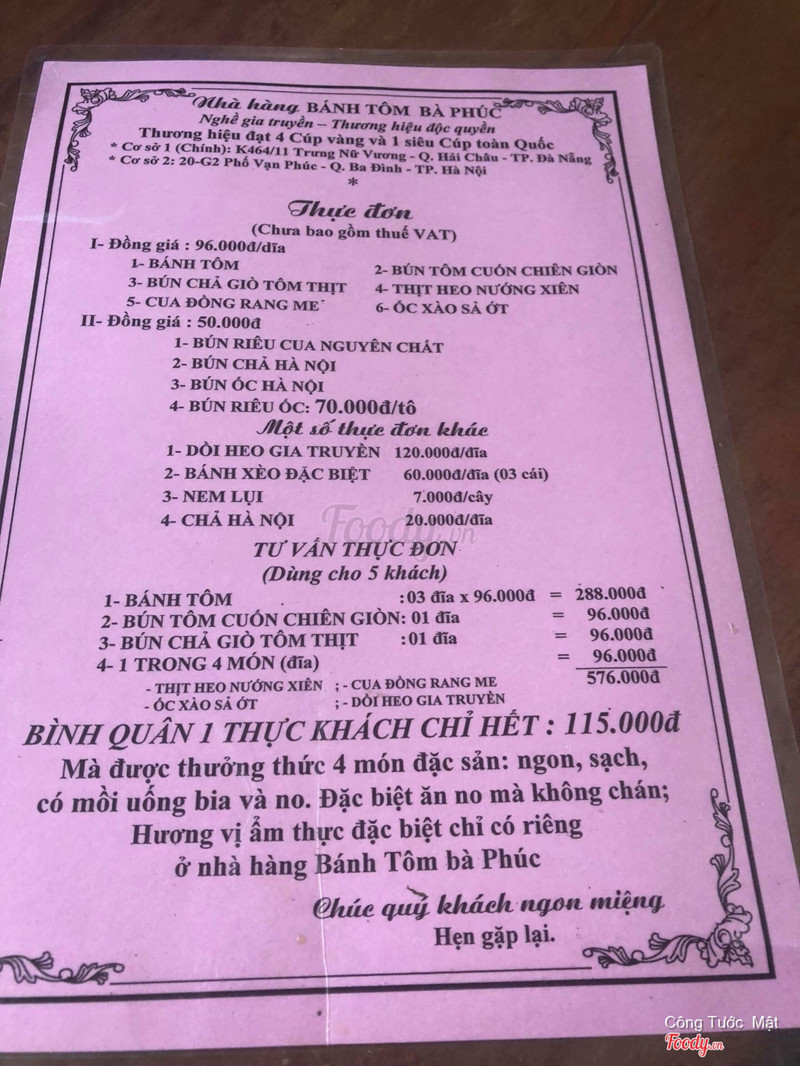 Nhà hàng BÁNH TÔM BÀ PHÚC
Nghề gia truyền – Thương hiệu độc quyền
Thương hiệu đạt 4 Cúp vàng và 1 siêu Cúp toàn Quốc
* Cơ sở 1 (Chính): K464/11 Trưng Nữ Vương - Q. Hải Châu - TP. Đà Nẵng
* Cơ sở 2: 20-G2 Phố Vạn Phúc - Q. Ba Đình - TP. Hà Nội
*
Thực đơn
(Chưa bao gồm thuế VAT)
I- Đồng giá : 96.000đ/dĩa
1- BÁNH TÔM 2- BÚN TÔM CUỐN CHIÊN GIÒN
3- BÚN CHẢ GIÒ TÔM THỊT 4- THỊT HEO NƯỚNG XIÊN
5- CUA ĐỒNG RANG ME 6- ỐC XÀO SẢ ỚT
II- Đồng giá : 50.000đ
1- BÚN RIÊU CUA NGUYÊN CHẤT
2- BÚN CHẢ HÀ NỘI
3- BÚN ỐC HÀ NỘI
4- BÚN RIÊU ỐC: 70.000đ/tô
Một số thực đơn khác
1- DỒI HEO GIA TRUYỀN 120.000đ/đĩa
2- BÁNH XÈO ĐẶC BIỆT 60.000đ/đĩa (03 cái)
3- NEM LỤI 7.000đ/cây
4- CHẢ HÀ NỘI 20.000đ/đĩa
Foody.vn
TƯ VẤN THỰC ĐƠN
(Dùng cho 5 khách)
1- BÁNH TÔM :03 đĩa x 96.000đ = 288.000đ
2- BÚN TÔM CUỐN CHIÊN GIÒN: 01 đĩa = 96.000đ
3- BÚN CHẢ GIÒ TÔM THỊT :01 đĩa = 96.000đ
4- 1 TRONG 4 MÓN (đĩa) = 96.000đ
576.000đ
- THỊT HEO NƯỚNG XIÊN ; - CUA ĐỒNG RANG ME
- ỐC XÀO SẢ ỚT ; - DỒI HEO GIA TRUYỀN
BÌNH QUÂN 1 THỰC KHÁCH CHỈ HẾT : 115.000đ
Mà được thưởng thức 4 món đặc sản: ngon, sạch,
có mồi uống bia và no. Đặc biệt ăn no mà không chán;
Hương vị ẩm thực đặc biệt chỉ có riêng
ở nhà hàng Bánh Tôm bà Phúc
Chúc quý khách ngon miệng
Hẹn gặp lại.
Công Tước Mật
Foody.vn